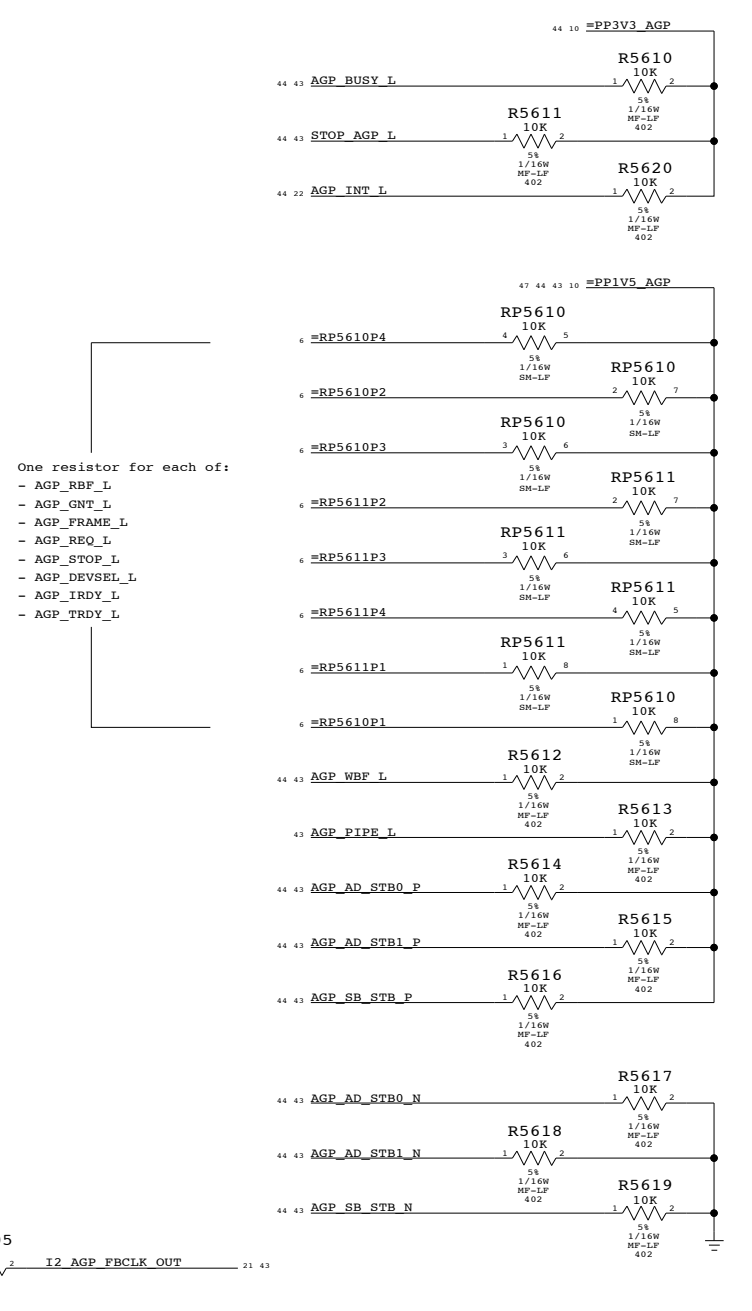 44 10 =PP3V3_AGP
R5610
10K
44 43 AGP_BUSY_L 1 2
5%
1/16W
MF-LF
402
R5611
10K
44 43 STOP_AGP_L 1 2
5%
1/16W
MF-LF
402
R5620
10K
44 22 AGP_INT_L 1 2
5%
1/16W
MF-LF
402
47 44 43 10 =PP1V5_AGP
RP5610
10K
6 =RP5610P4 4 5
5%
1/16W
SM-LF
RP5610
10K
6 =RP5610P2 2 7
5%
1/16W
SM-LF
RP5610
10K
6 =RP5610P3 3 6
5%
1/16W
SM-LF
One resistor for each of:
- AGP_RBF_L
- AGP_GNT_L
- AGP_FRAME_L
- AGP_REQ_L
- AGP_STOP_L
- AGP_DEVSEL_L
- AGP_IRDY_L
- AGP_TRDY_L
RP5611
10K
6 =RP5611P2 2 7
5%
1/16W
SM-LF
RP5611
10K
6 =RP5611P3 3 6
5%
1/16W
SM-LF
RP5611
10K
6 =RP5611P4 4 5
5%
1/16W
SM-LF
RP5611
10K
6 =RP5611P1 1 8
5%
1/16W
SM-LF
RP5610
10K
6 =RP5610P1 1 8
5%
1/16W
SM-LF
R5612
10K
44 43 AGP_WBF_L 1 2
5%
1/16W
MF-LF
402
R5613
10K
43 AGP_PIPE_L 1 2
5%
1/16W
MF-LF
402
R5614
10K
44 43 AGP_AD_STB0_P 1 2
5%
1/16W
MF-LF
402
R5615
10K
44 43 AGP_AD_STB1_P 1 2
5%
1/16W
MF-LF
402
R5616
10K
44 43 AGP_SB_STB_P 1 2
5%
1/16W
MF-LF
402
R5617
10K
44 43 AGP_AD_STB0_N 1 2
5%
1/16W
MF-LF
402
R5618
10K
44 43 AGP_AD_STB1_N 1 2
5%
1/16W
MF-LF
402
R5619
10K
44 43 AGP_SB_STB_N 1 2
5%
1/16W
MF-LF
402
5
2 I2_AGP_FBCLK_OUT 21 43